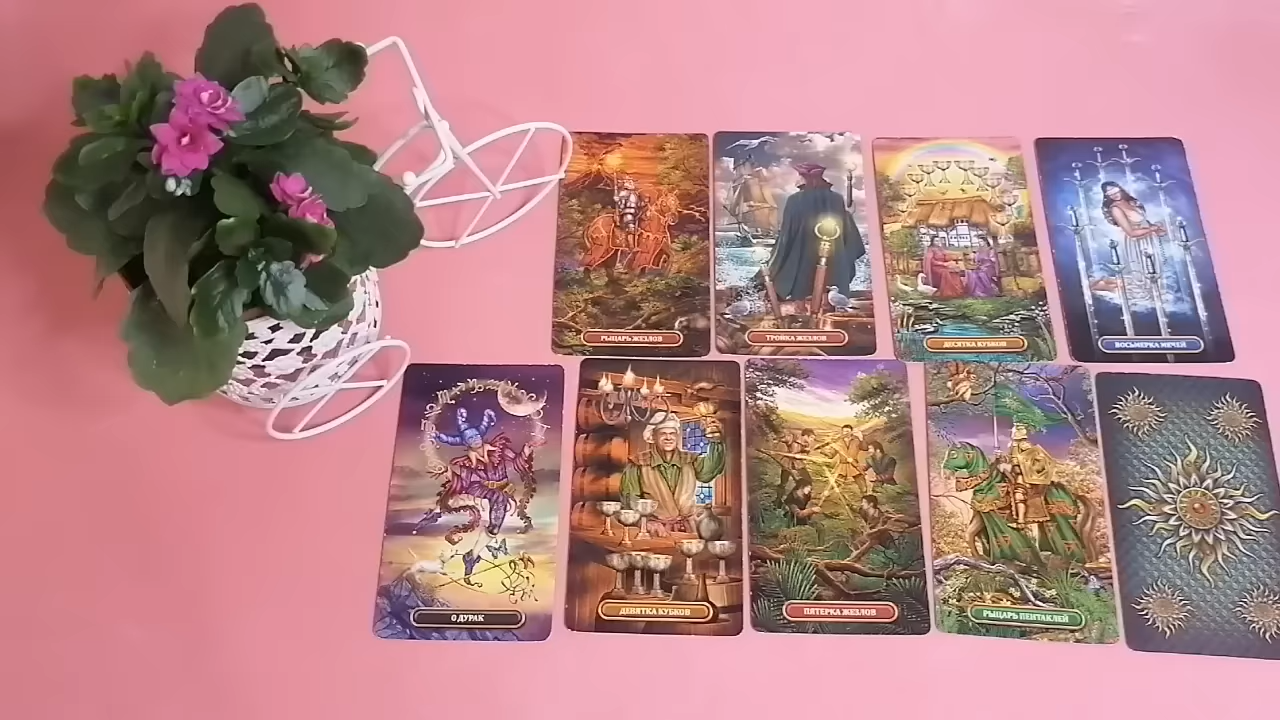 РЫЦАРЬ ЖЕЗЛОВ
ТРОЙКА ЖЕЗЛОВ
ДЕСЯТКА КУБКОВ
ВОСЬМЕРКА МЕЧЕЙ
0 ДУРАК
ДЕВЯТКА КУБКОВ
ПЯТЕРКА ЖЕЗЛОВ
РЫЦАРЬ ПЕНТАКЛЕЙ